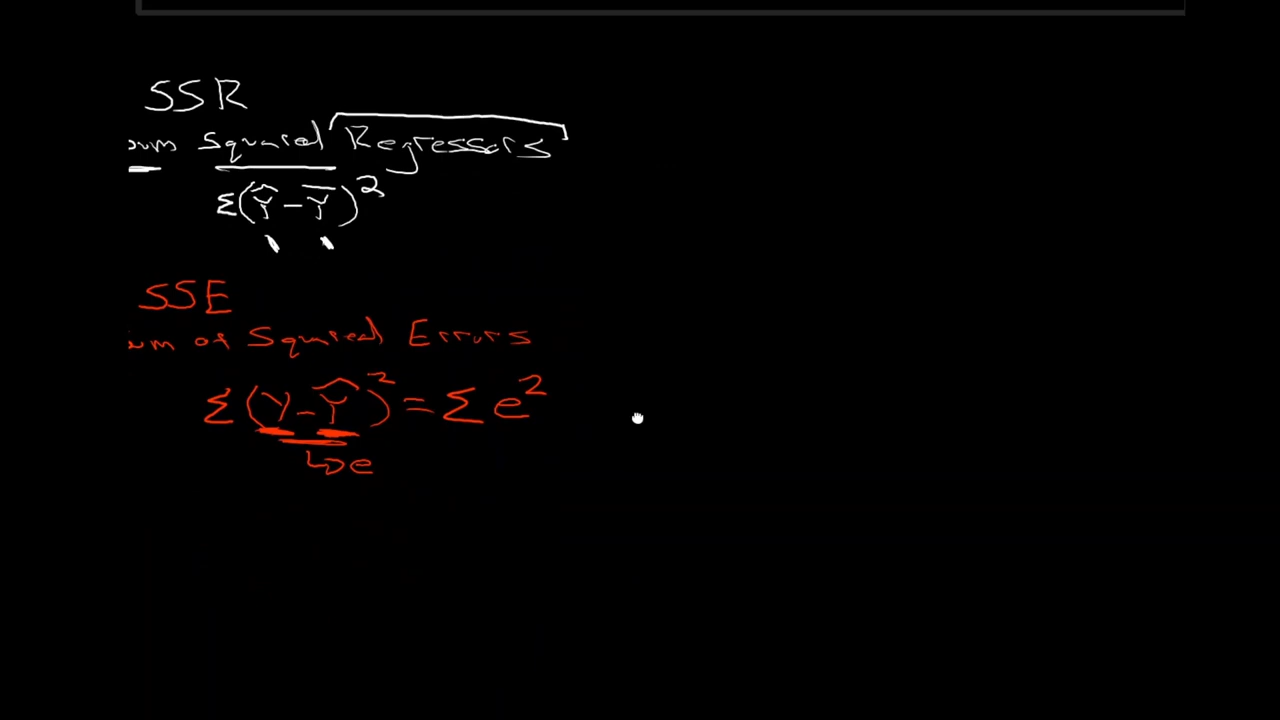 SSR
um Squared Regressors
Σ(Ŷ-Y̅)²
SSE
um of Squared Errors
Σ(Y-Ŷ)²=Σe²
↳e